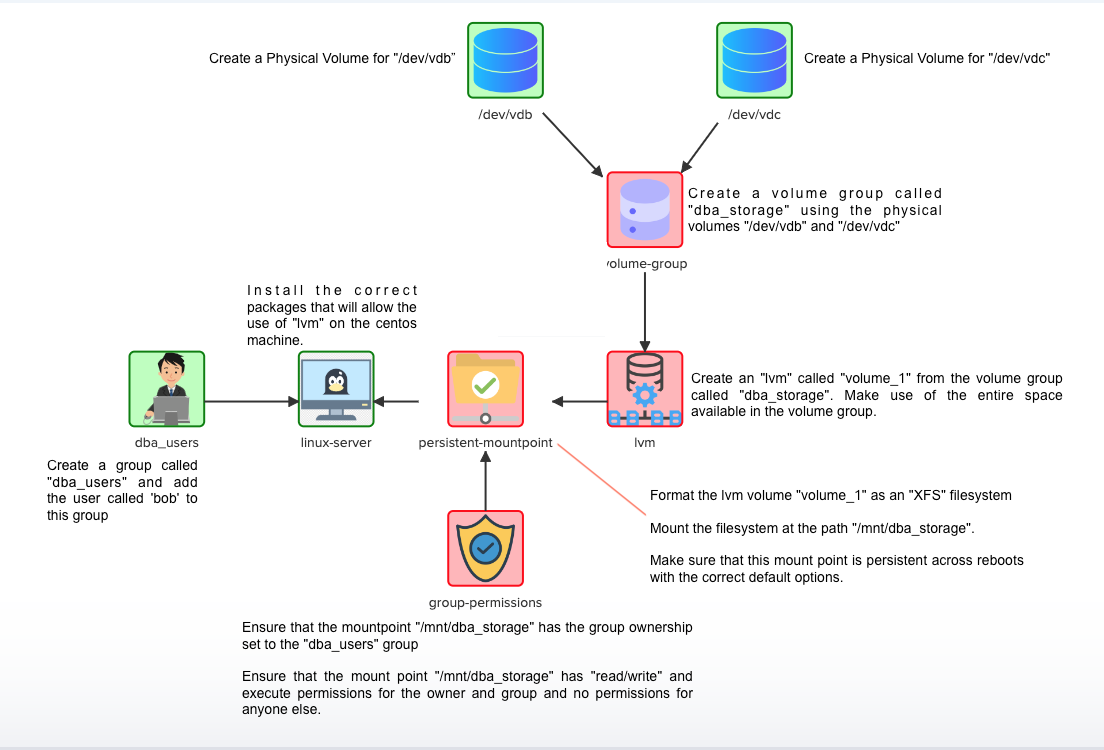 Create a Physical Volume for "/dev/vdb"
Create a Physical Volume for "/dev/vdc"
/dev/vdb
/dev/vdc
Create a volume group called
"dba_storage" using the physical
volumes "/dev/vdb" and "/dev/vdc"
volume-group
Install the correct
packages that will allow the
use of "lvm" on the centos
machine.
Create an "lvm" called "volume_1" from the volume group
called "dba_storage". Make use of the entire space
available in the volume group.
dba_users
linux-server
persistent-mountpoint
lvm
Create a group called
"dba_users" and add
the user called 'bob' to
this group
Format the lvm volume "volume_1" as an "XFS" filesystem
Mount the filesystem at the path "/mnt/dba_storage".
Make sure that this mount point is persistent across reboots
with the correct default options.
group-permissions
Ensure that the mountpoint "/mnt/dba_storage" has the group ownership
set to the "dba_users" group
Ensure that the mount point "/mnt/dba_storage" has "read/write" and
execute permissions for the owner and group and no permissions for
anyone else.